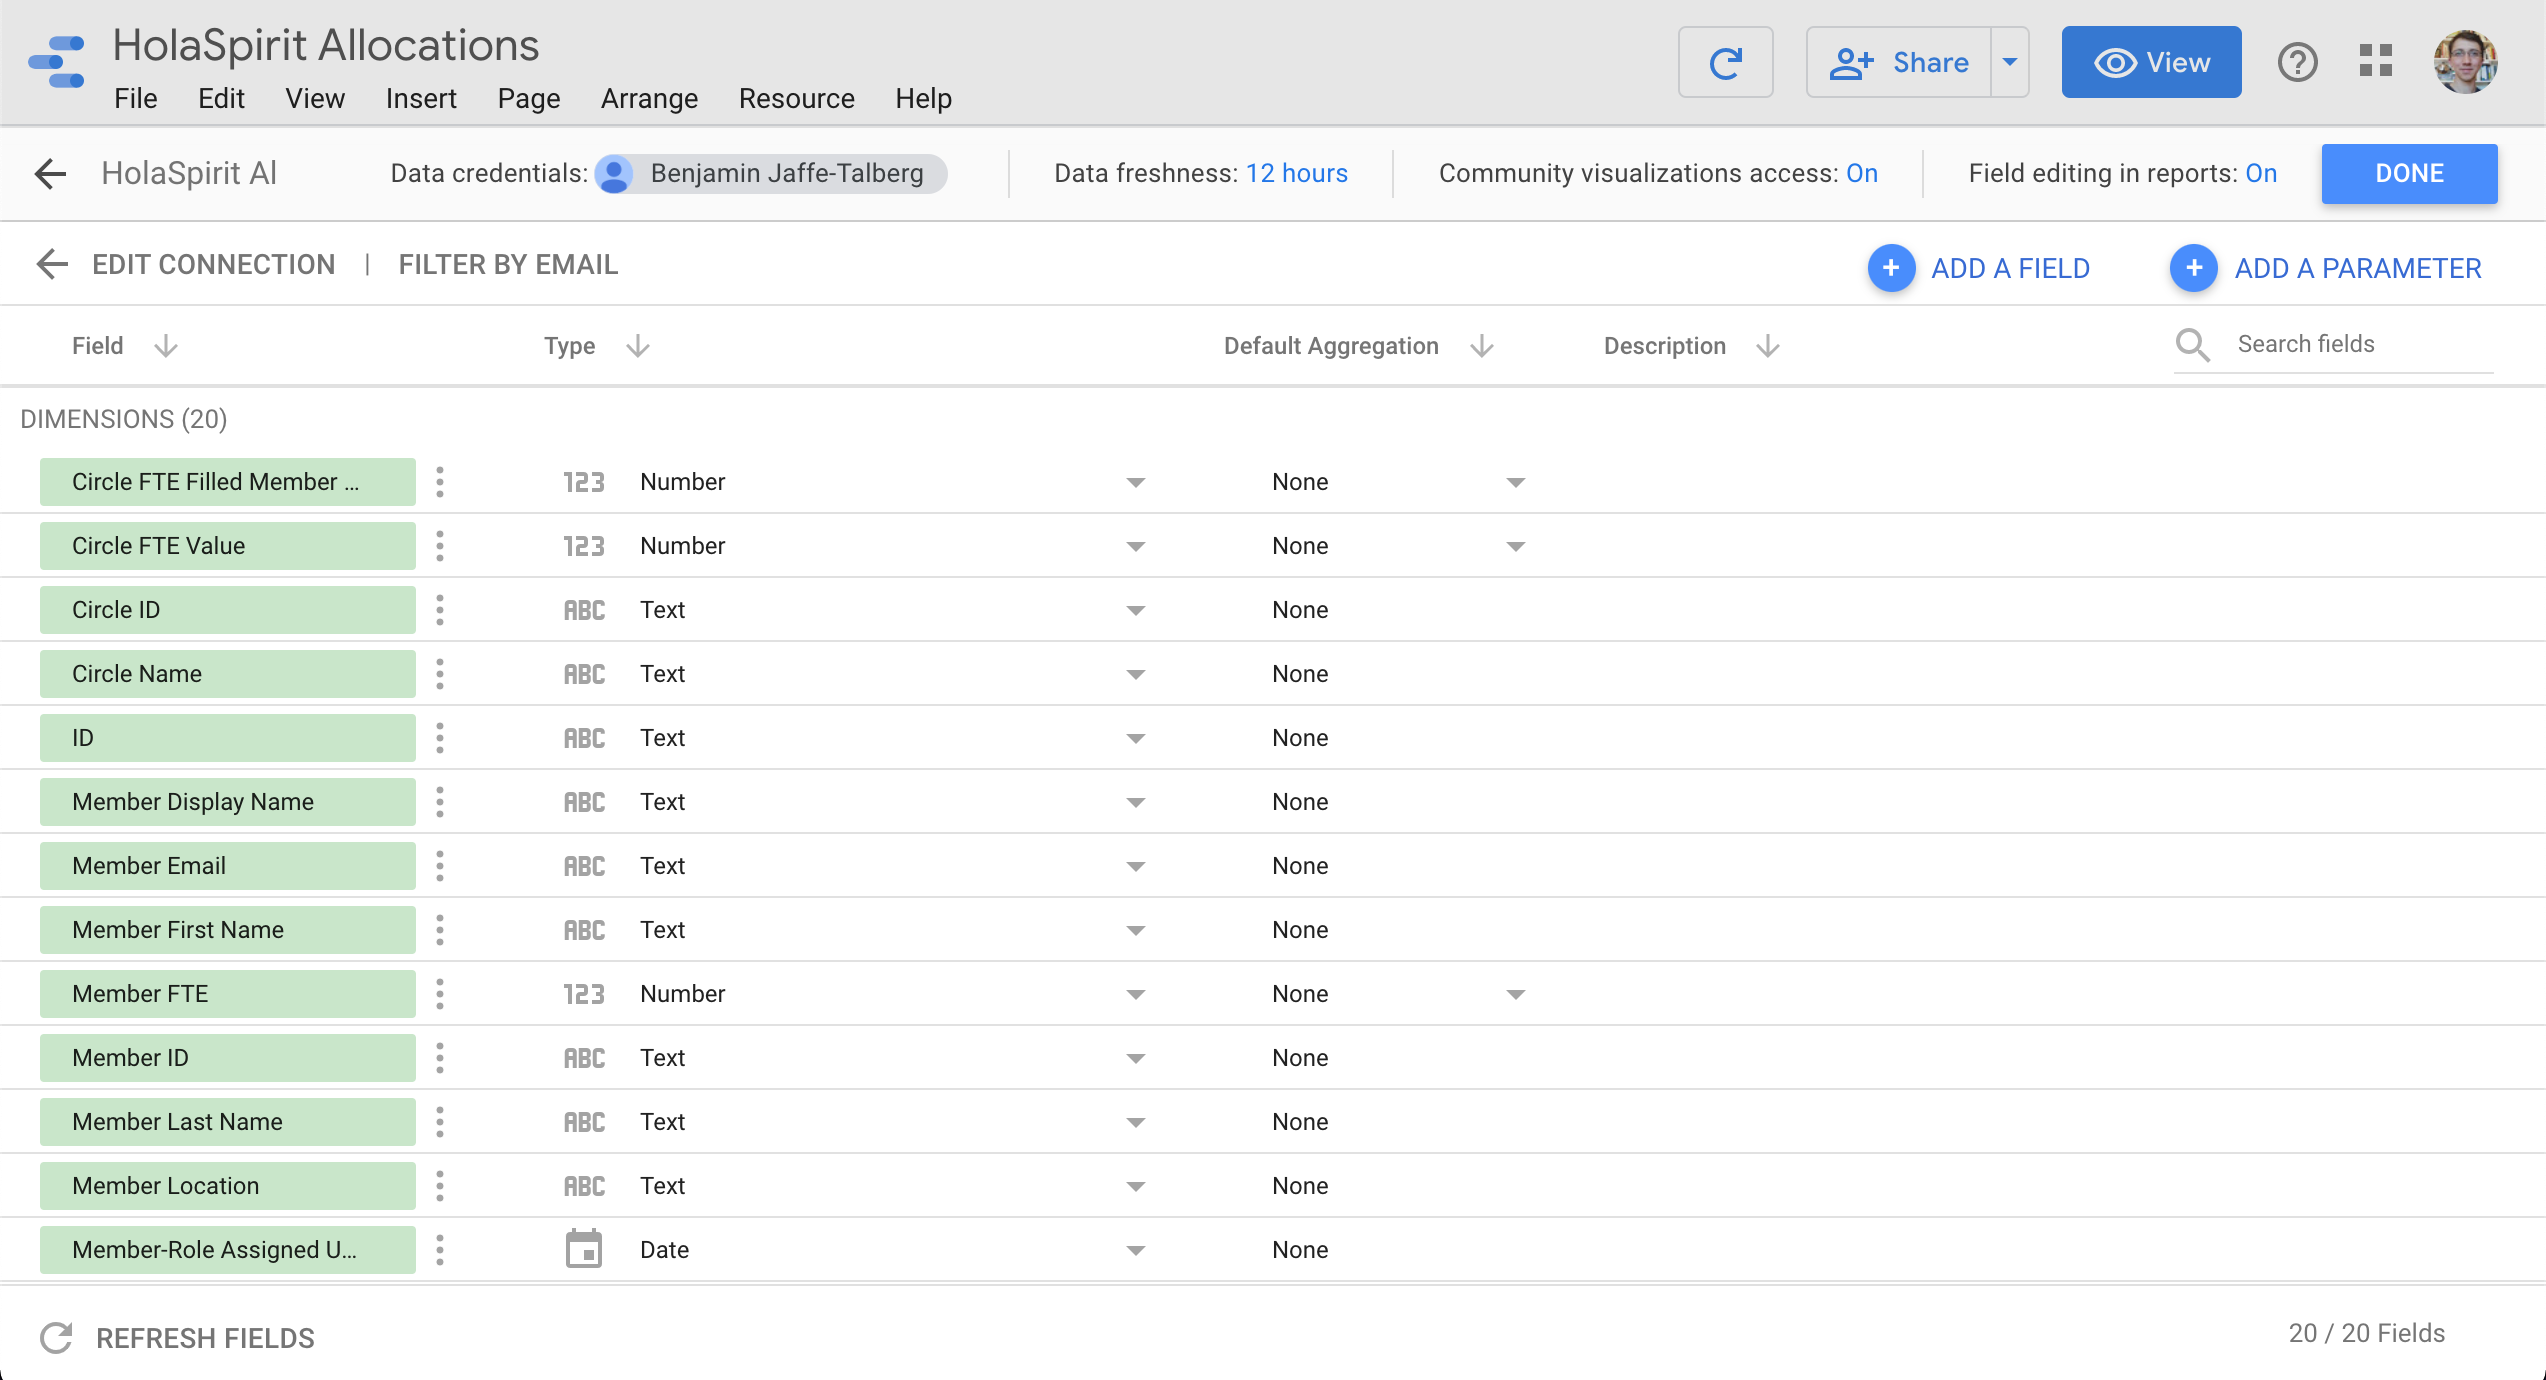 HolaSpirit Allocations
File Edit View Insert Page Arrange Resource Help
Share
View
HolaSpirit Al
Data credentials: Benjamin Jaffe-Talberg
Data freshness: 12 hours
Community visualizations access: On
Field editing in reports: On
DONE
EDIT CONNECTION | FILTER BY EMAIL
+ ADD A FIELD
+ ADD A PARAMETER
Field Type Default Aggregation Description Search fields
DIMENSIONS (20)
Circle FTE Filled Member ... 123 Number None
Circle FTE Value 123 Number None
Circle ID ABC Text None
Circle Name ABC Text None
ID ABC Text None
Member Display Name ABC Text None
Member Email ABC Text None
Member First Name ABC Text None
Member FTE 123 Number None
Member ID ABC Text None
Member Last Name ABC Text None
Member Location ABC Text None
Member-Role Assigned U... Date None
REFRESH FIELDS
20 / 20 Fields